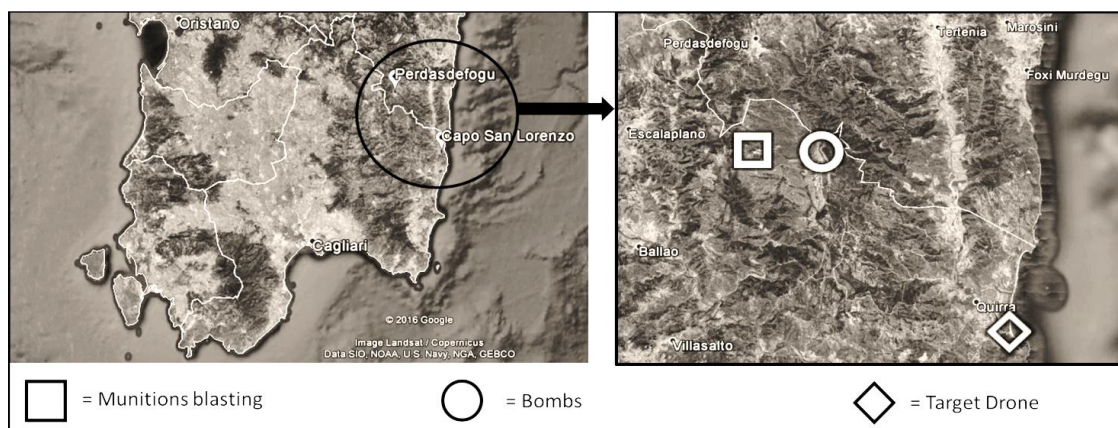 Oristano
Perdasdefogu
Capo San Lorenzo
Cagliari
© 2016 Google
Image Landsat / Copernicus
Data SIO, NOAA, U.S. Navy, NGA, GEBCO
Tertenia
Marosini
Perdasdefogu
Foxi Murdegu
Escalaplano
Ballao
Quirra
Villasalto
= Munitions blasting
= Bombs
= Target Drone